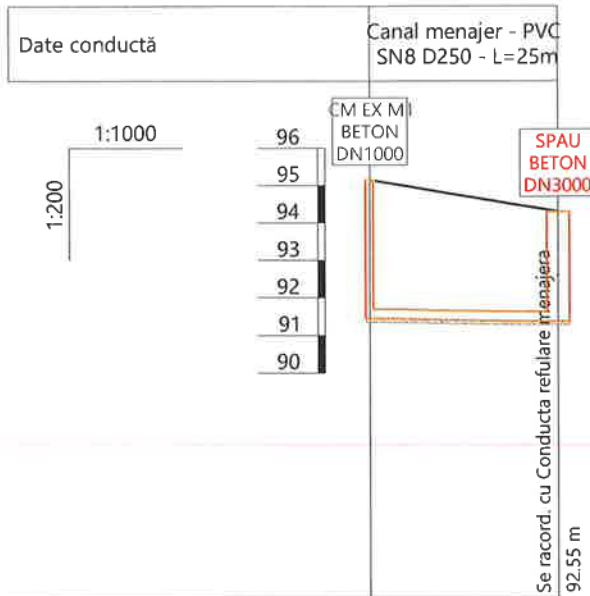 Date conductă
Canal menajer - PVC
SN8 D250 - L=25m
CM EX M1
BETON
DN1000
SPAU
BETON
DN3000
1:1000
1:200
96
95
94
93
92
91
90
Se racord. cu Conducta refulare menajera
92.55 m